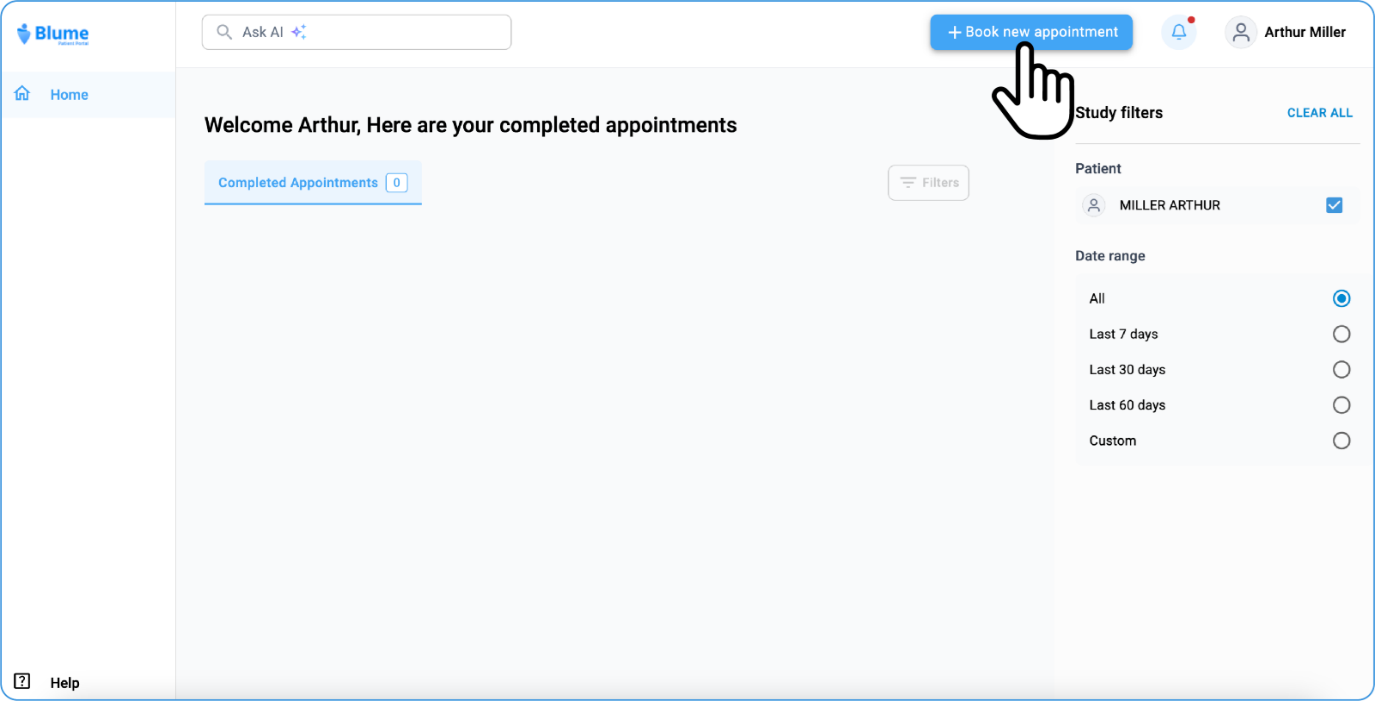 Blume
Patient Portal
Ask AI
+ Book new appointment
Arthur Miller
Home
Welcome Arthur, Here are your completed appointments
Completed Appointments 0
Filters
Study filters
CLEAR ALL
Patient
MILLER ARTHUR
Date range
All
Last 7 days
Last 30 days
Last 60 days
Custom
? Help